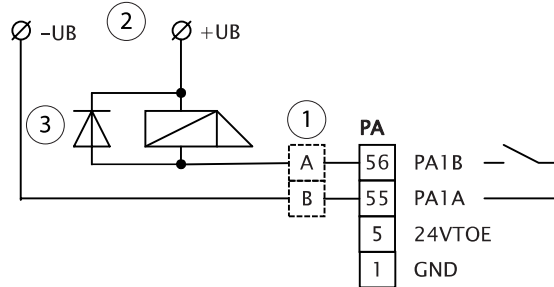 -UB 2 +UB
3 1 PA
A 56 PA1B
B 55 PA1A
5 24VTOE
1 GND